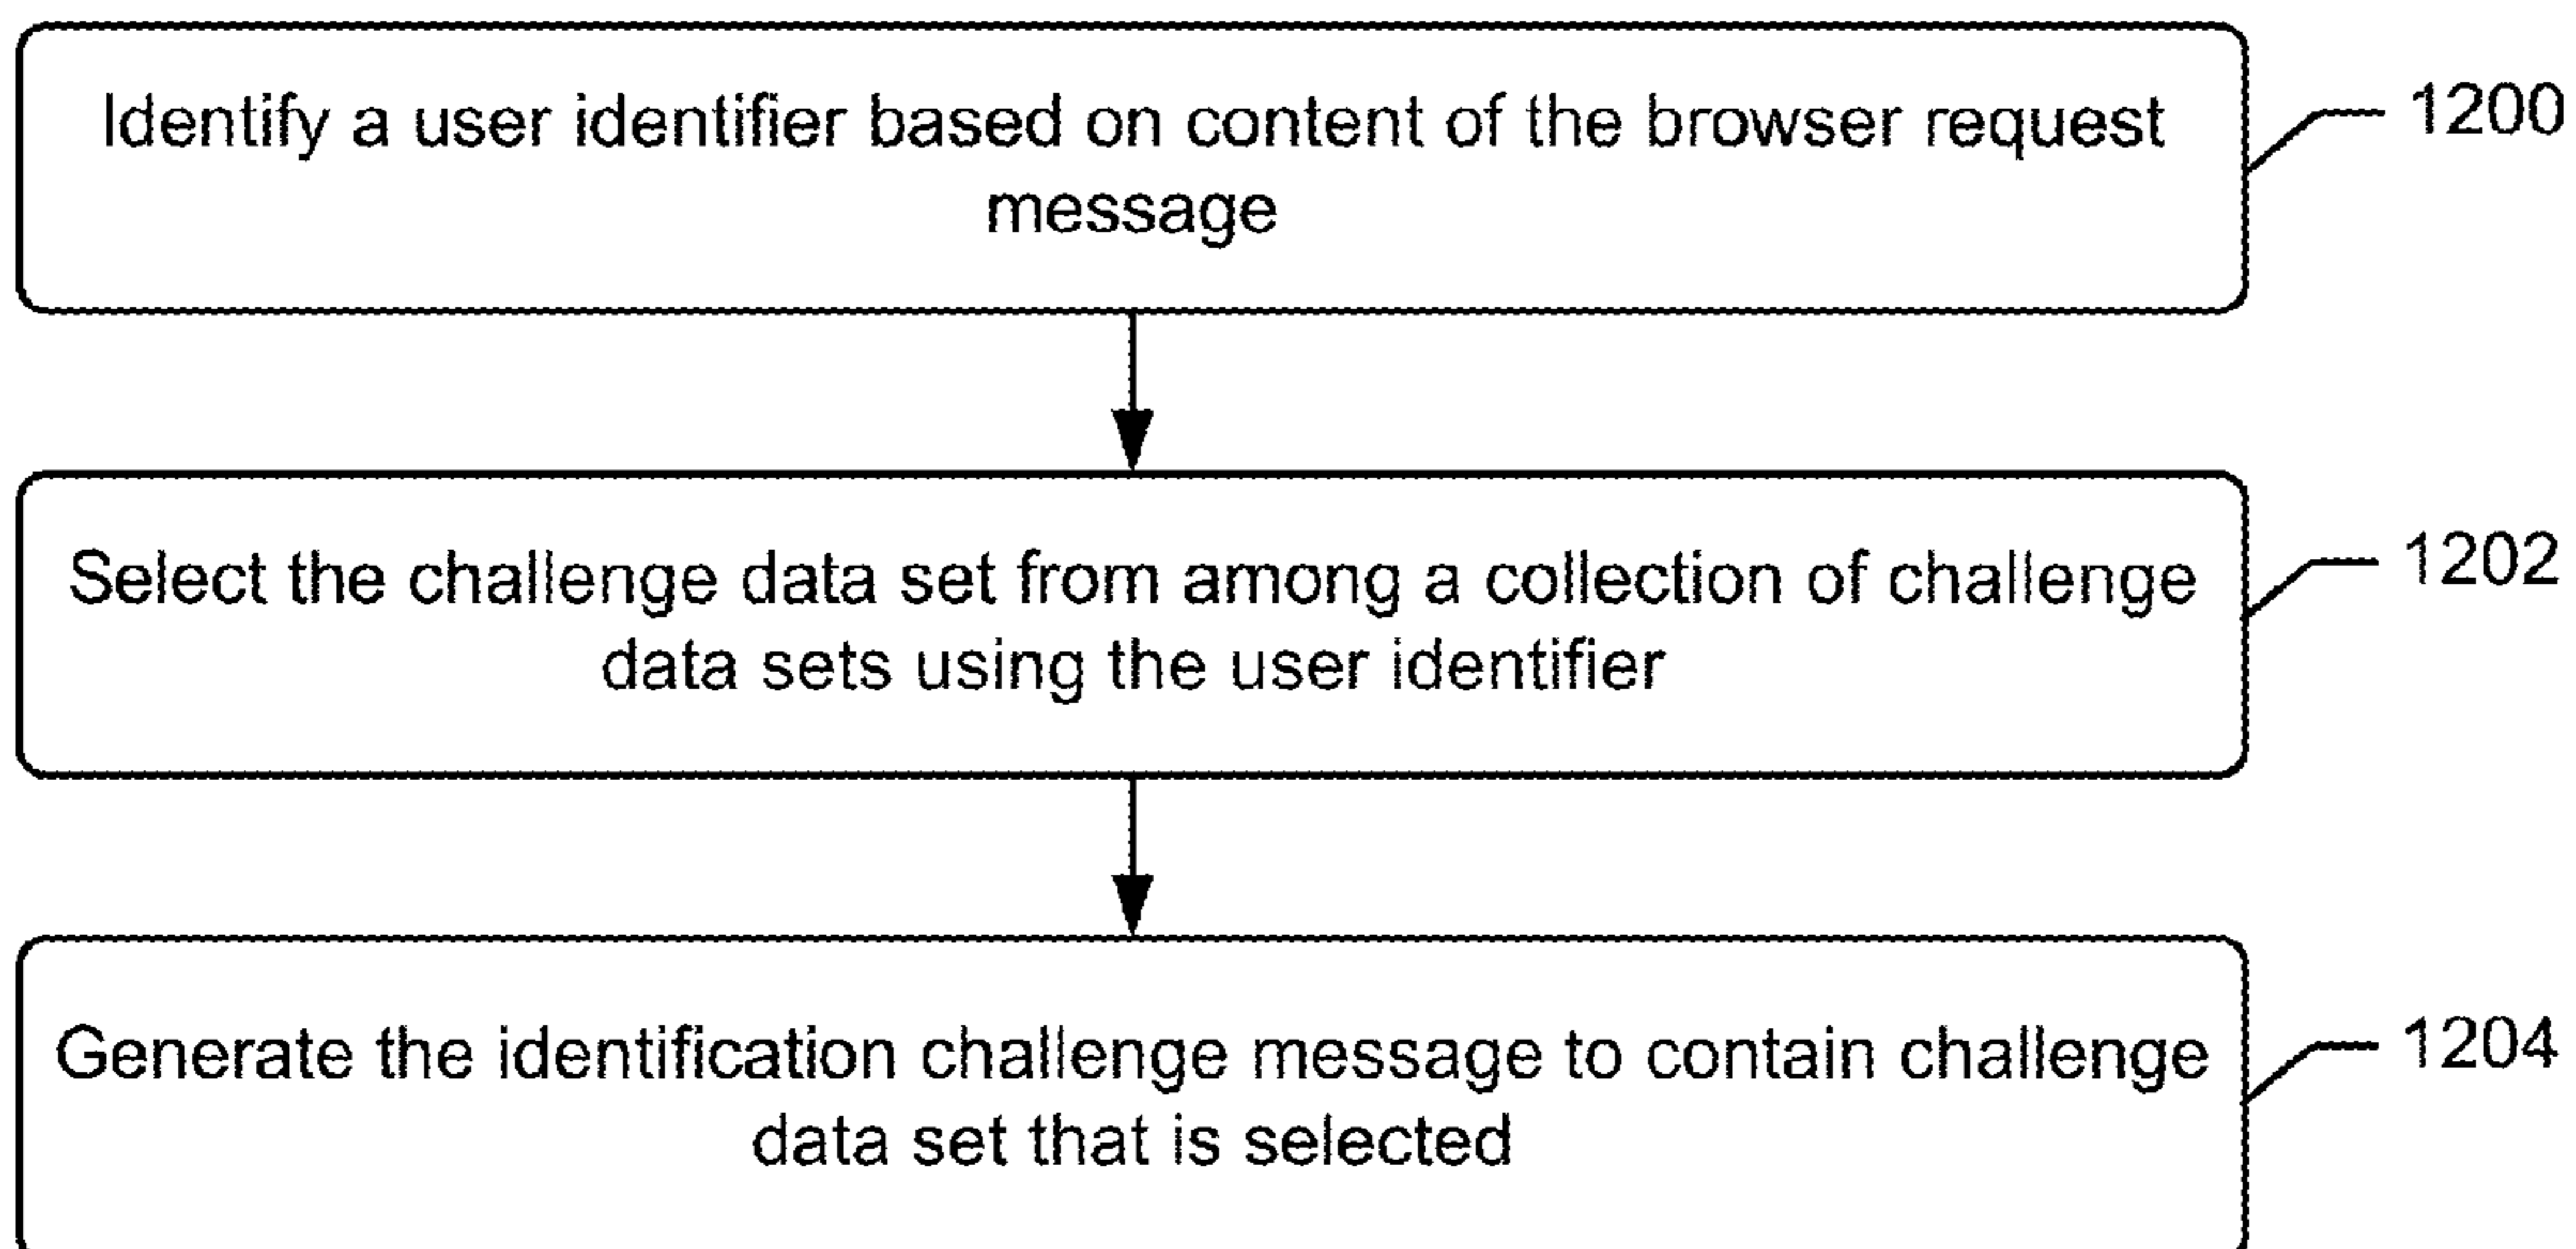 Identify a user identifier based on content of the browser request
message
1200
Select the challenge data set from among a collection of challenge
data sets using the user identifier
1202
Generate the identification challenge message to contain challenge
data set that is selected
1204